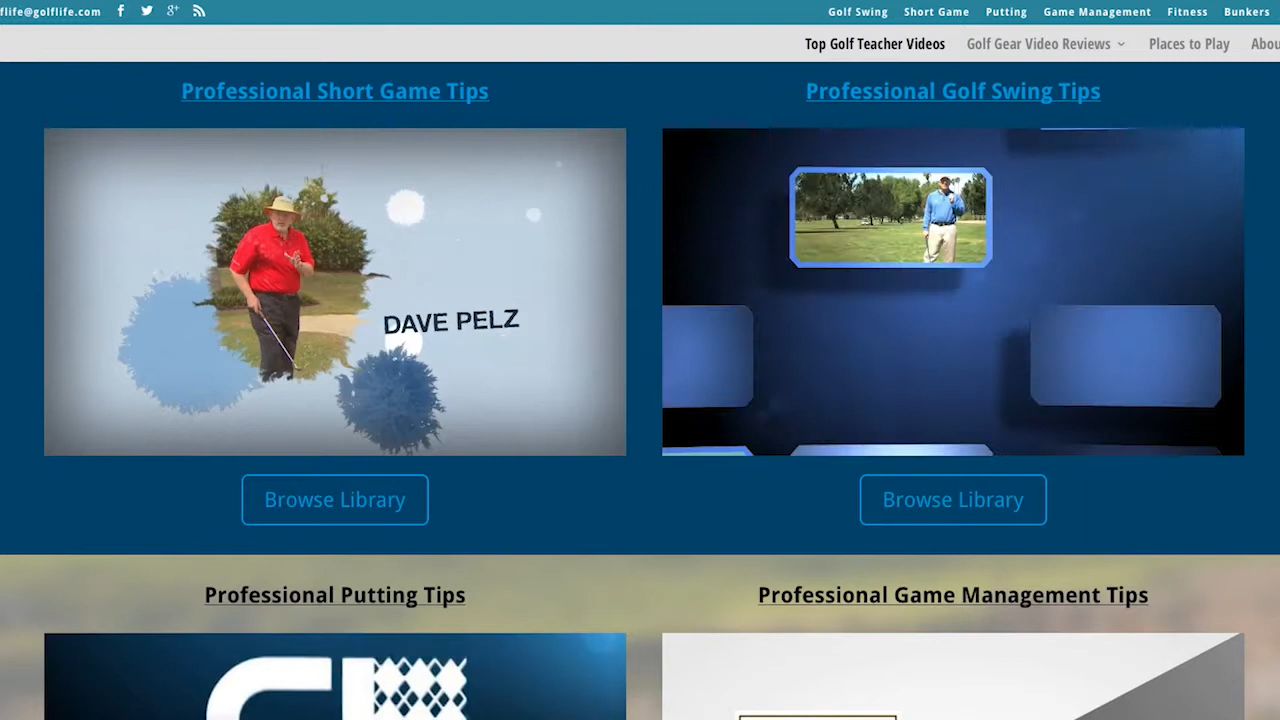 flife@golflife.com
Golf Swing Short Game Putting Game Management Fitness Bunkers
Top Golf Teacher Videos Golf Gear Video Reviews Places to Play Abou
Professional Short Game Tips
Professional Golf Swing Tips
DAVE PELZ
Browse Library
Browse Library
Professional Putting Tips
Professional Game Management Tips